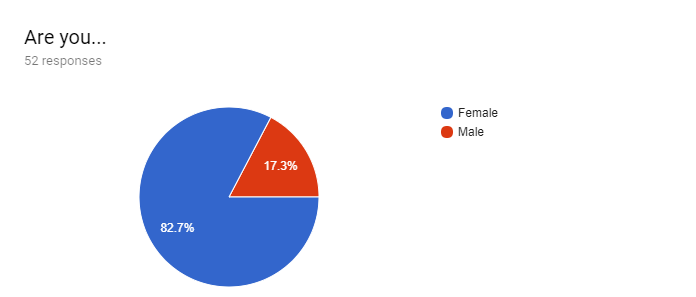 Are you...
52 responses
Female
Male
17.3%
82.7%